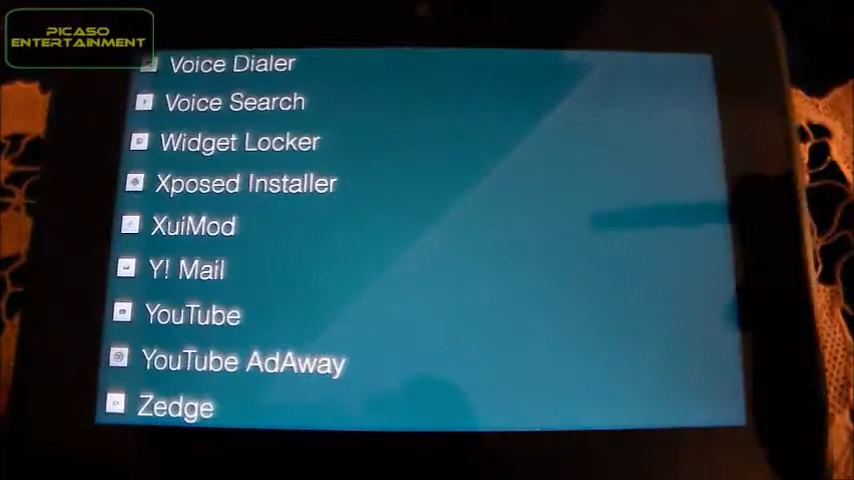 PICASO
ENTERTAINMENT
Voice Dialer
Voice Search
Widget Locker
Xposed Installer
XuiMod
Y! Mail
YouTube
YouTube AdAway
Zedge